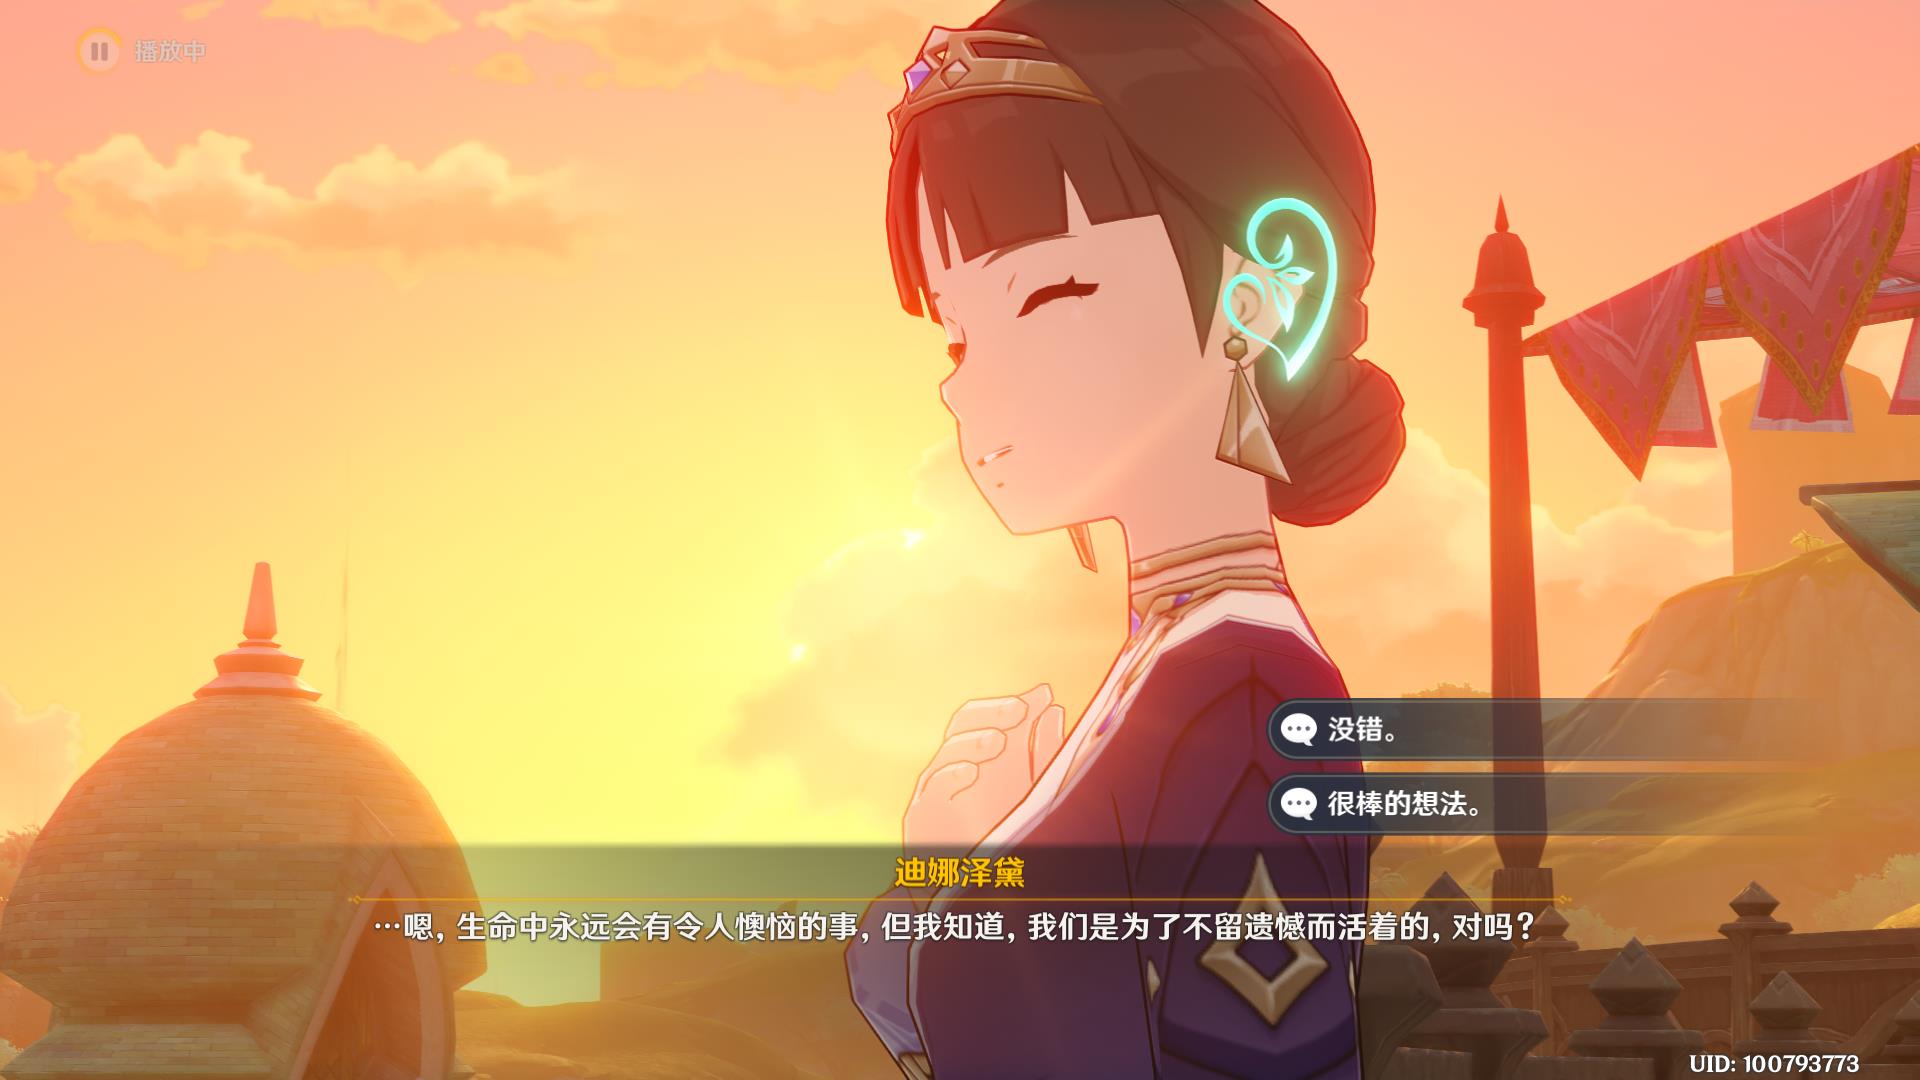 播放中
没错。
很棒的想法。
迪娜泽黛
…嗯，生命中永远会有令人懊恼的事，但我知道，我们是为了不留遗憾而活着的，对吗？
UID: 100793773